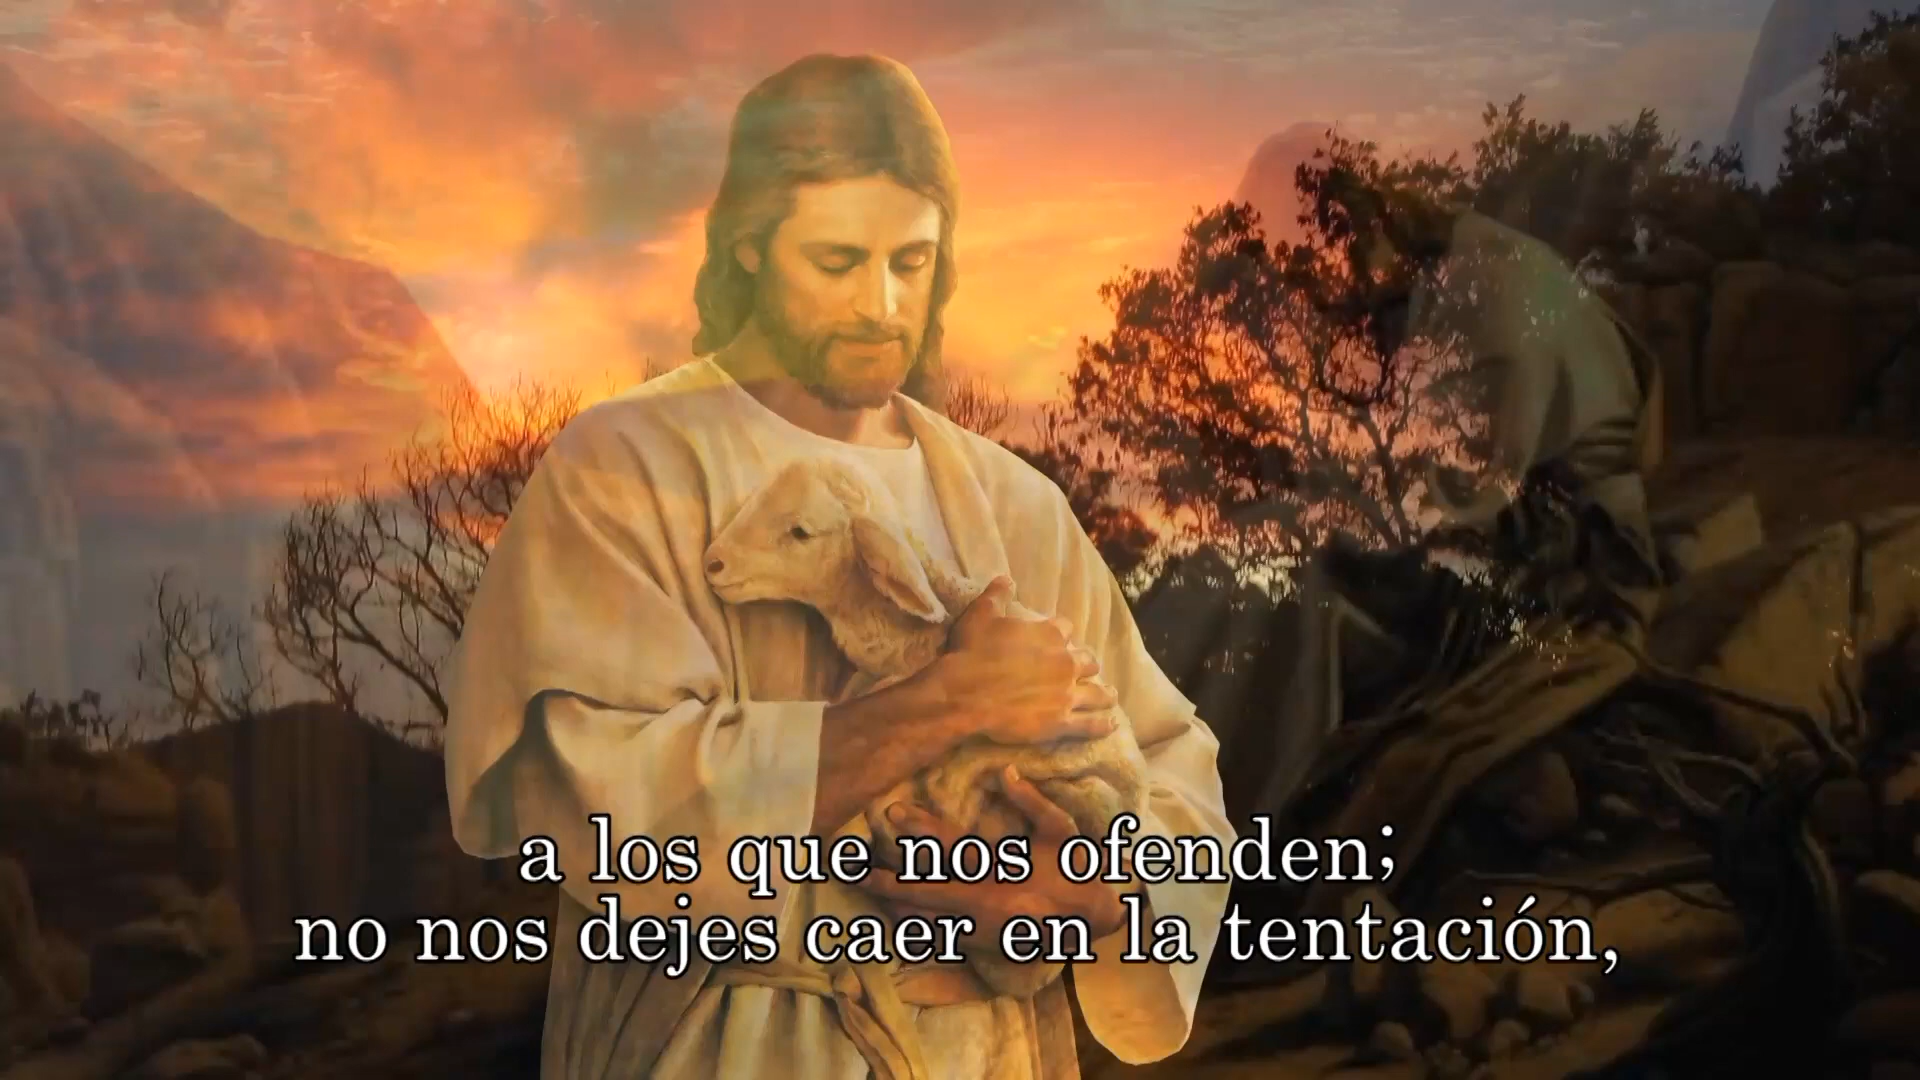 a los que nos ofenden;
no nos dejes caer en la tentación,